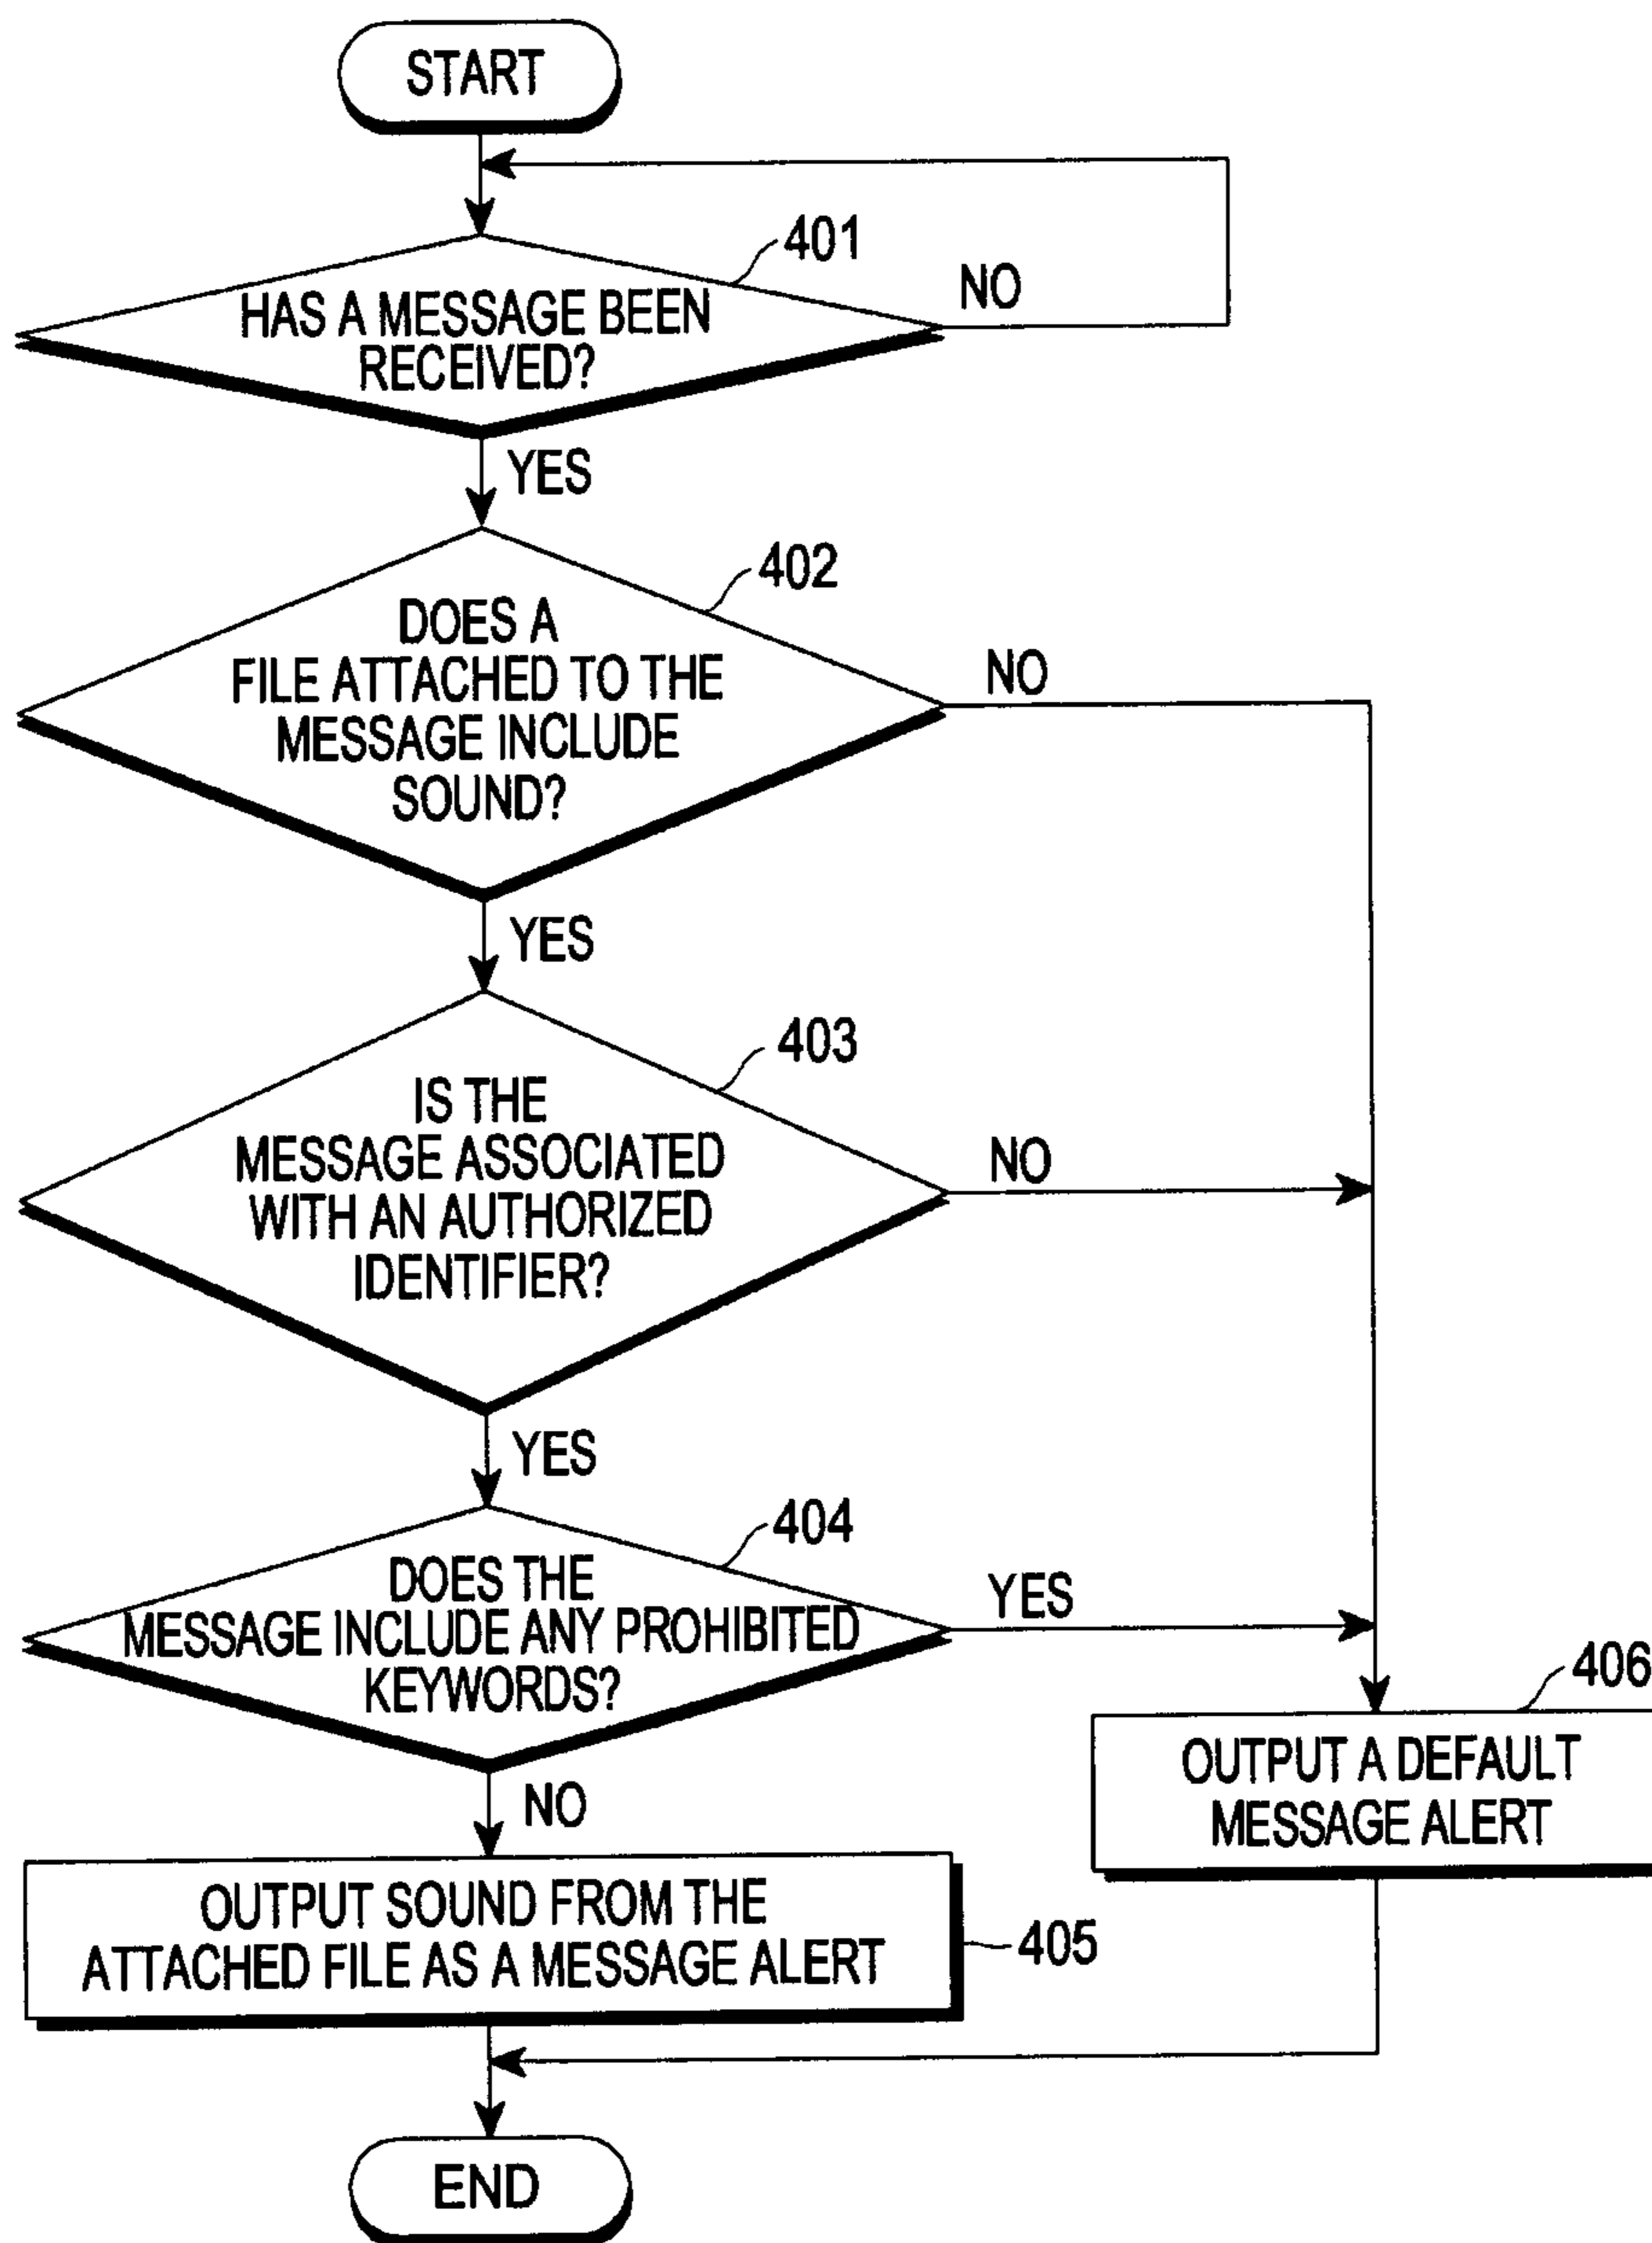 START
401
HAS A MESSAGE BEEN
RECEIVED?
NO
YES
402
DOES A
FILE ATTACHED TO THE
MESSAGE INCLUDE
SOUND?
NO
YES
403
IS THE
MESSAGE ASSOCIATED
WITH AN AUTHORIZED
IDENTIFIER?
NO
YES
404
DOES THE
MESSAGE INCLUDE ANY PROHIBITED
KEYWORDS?
YES
NO
406
OUTPUT A DEFAULT
MESSAGE ALERT
OUTPUT SOUND FROM THE
ATTACHED FILE AS A MESSAGE ALERT
405
END